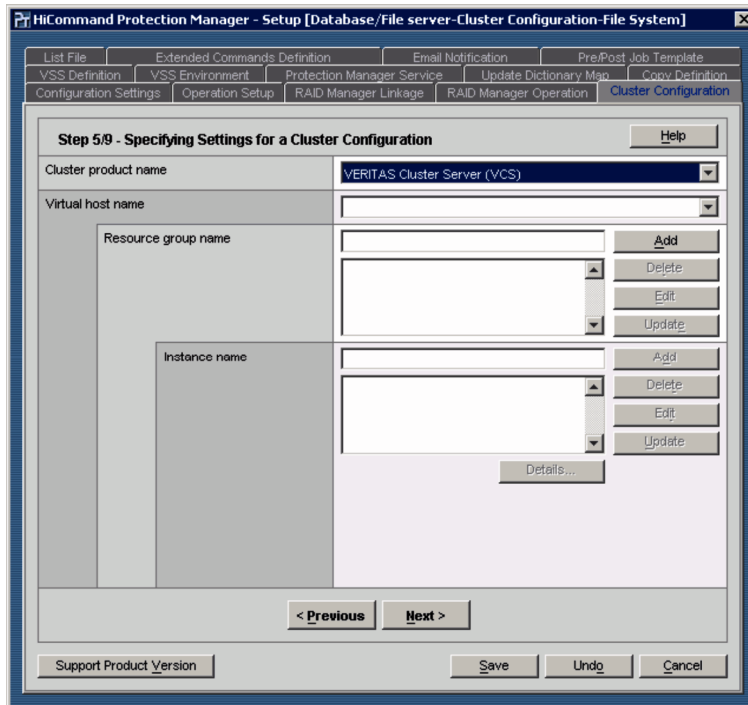 HiCommand Protection Manager - Setup [Database/File server-Cluster Configuration-File System]
List File Extended Commands Definition Email Notification Pre/Post Job Template
VSS Definition VSS Environment Protection Manager Service Update Dictionary Map Copy Definition
Configuration Settings Operation Setup RAID Manager Linkage RAID Manager Operation Cluster Configuration
Step 5/9 - Specifying Settings for a Cluster Configuration Help
Cluster product name VERITAS Cluster Server (VCS)
Virtual host name
Resource group name Add
Delete
Edit
Update
Instance name Add
Delete
Edit
Update
Details...
< Previous Next >
Support Product Version Save Undo Cancel